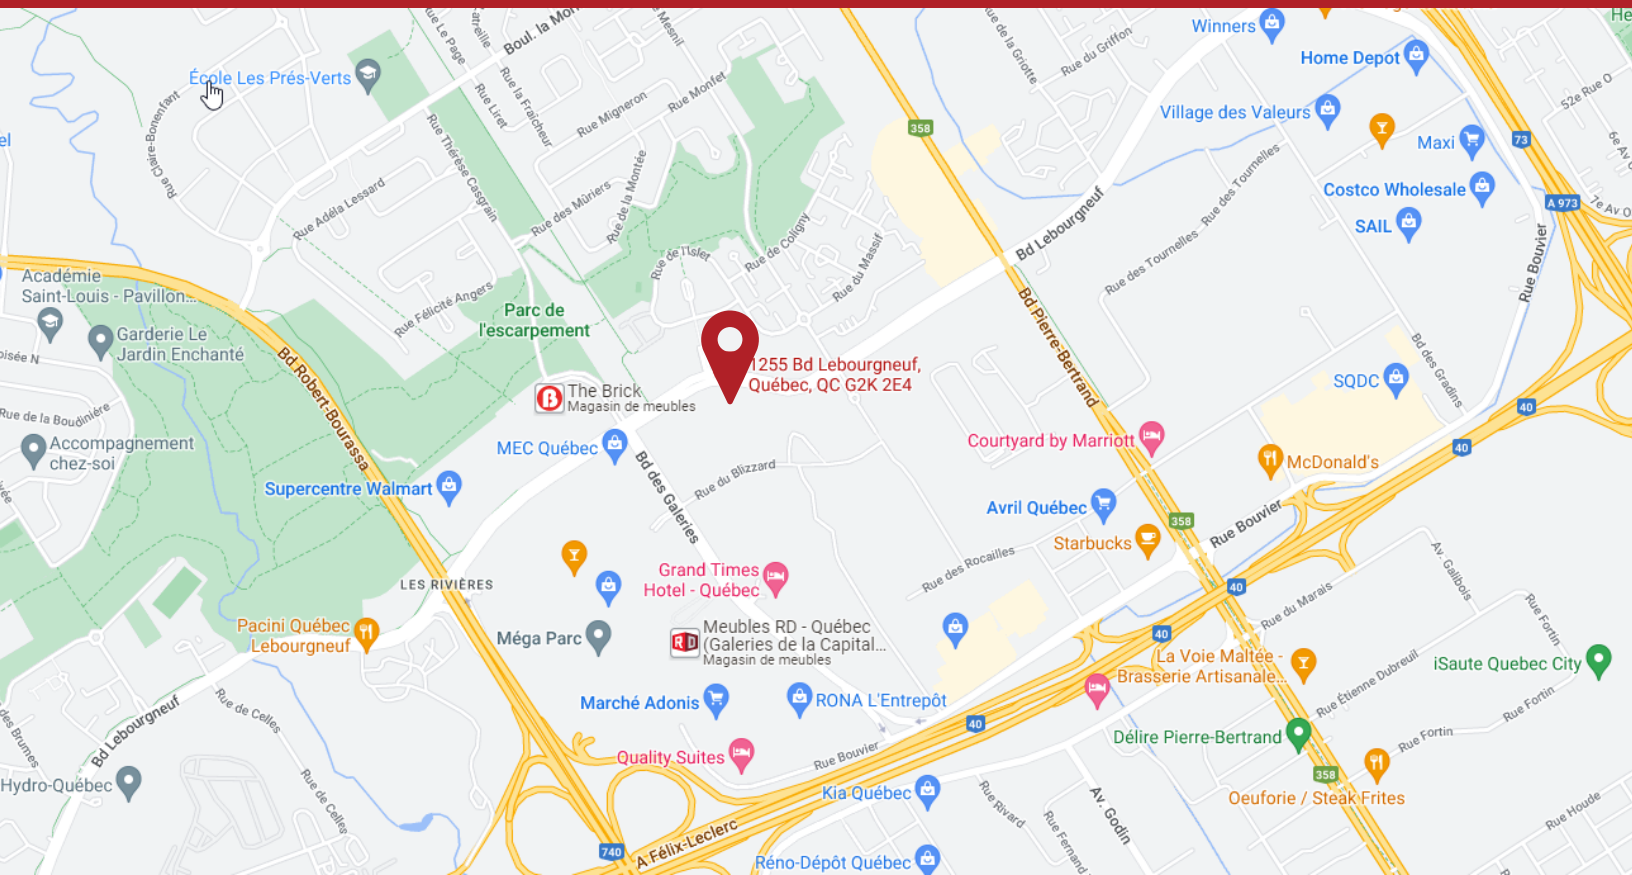 Boul. la Mor
Rue Le Page
Rue Liret
Rue la Fraîcheur
Mesnil
Rue Migneron
Rue Monfet
École Les Prés-Verts
Rue Claire-Bonenfant
Rue Thérèse Casgrain
Rue Adéla Lessard
Rue des Mûriers
Rue de la Montée
Rue de l'Islet
Rue de Coligny
Rue du Massif
Rue Félicité Angers
Rue de la Griotte
Rue du Griffon
Winners
Home Depot
Village des Valeurs
Maxi
Costco Wholesale
SAIL
52e Rue O
6e Av O
7e Av O
He
73
A 973
358
Bd Lebourgneuf
Rue des Tournelles
Rue des Tournelles
Rue Bouvier
el
Académie
Saint-Louis - Pavillon...
Garderie Le
Jardin Enchanté
oisée N
Rue de la Boudinière
Accompagnement
chez-soi
Bd Robert-Bourassa
Parc de
l'escarpement
The Brick
Magasin de meubles
1255 Bd Lebourgneuf,
Québec, QC G2K 2E4
MEC Québec
Supercentre Walmart
Bd des Galeries
Rue du Blizzard
Bd Pierre-Bertrand
Courtyard by Marriott
SQDC
Bd des Gradins
McDonald's
40
40
Avril Québec
Starbucks
358
Rue Bouvier
Rue des Rocailles
LES RIVIÈRES
Grand Times
Hotel - Québec
Pacini Québec
Lebourgneuf
Méga Parc
Meubles RD - Québec
(Galeries de la Capital...
Magasin de meubles
RD
40
40
Rue du Marais
Av. Galibois
Rue Fortin
La Voie Maltée -
Brasserie Artisanale...
iSaute Quebec City
Rue Étienne Dubreuil
Rue Fortin
Rue Fortin
Marché Adonis
RONA L'Entrepôt
40
Délire Pierre-Bertrand
Bd Lebourgneuf
Rue de Celles
Rue de Celles
des Brumes
Hydro-Québec
Quality Suites
Rue Bouvier
Kia Québec
358
Oeuforie / Steak Frites
Rue Rivard
Av. Godin
Rue Fernand
Rue Houde
740
A Félix-Leclerc
Réno-Dépôt Québec